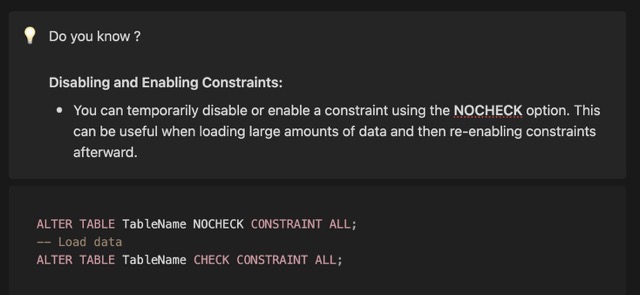 Do you know ?
Disabling and Enabling Constraints:
• You can temporarily disable or enable a constraint using the NOCHECK option. This
can be useful when loading large amounts of data and then re-enabling constraints
afterward.
ALTER TABLE TableName NOCHECK CONSTRAINT ALL;
-- Load data
ALTER TABLE TableName CHECK CONSTRAINT ALL;